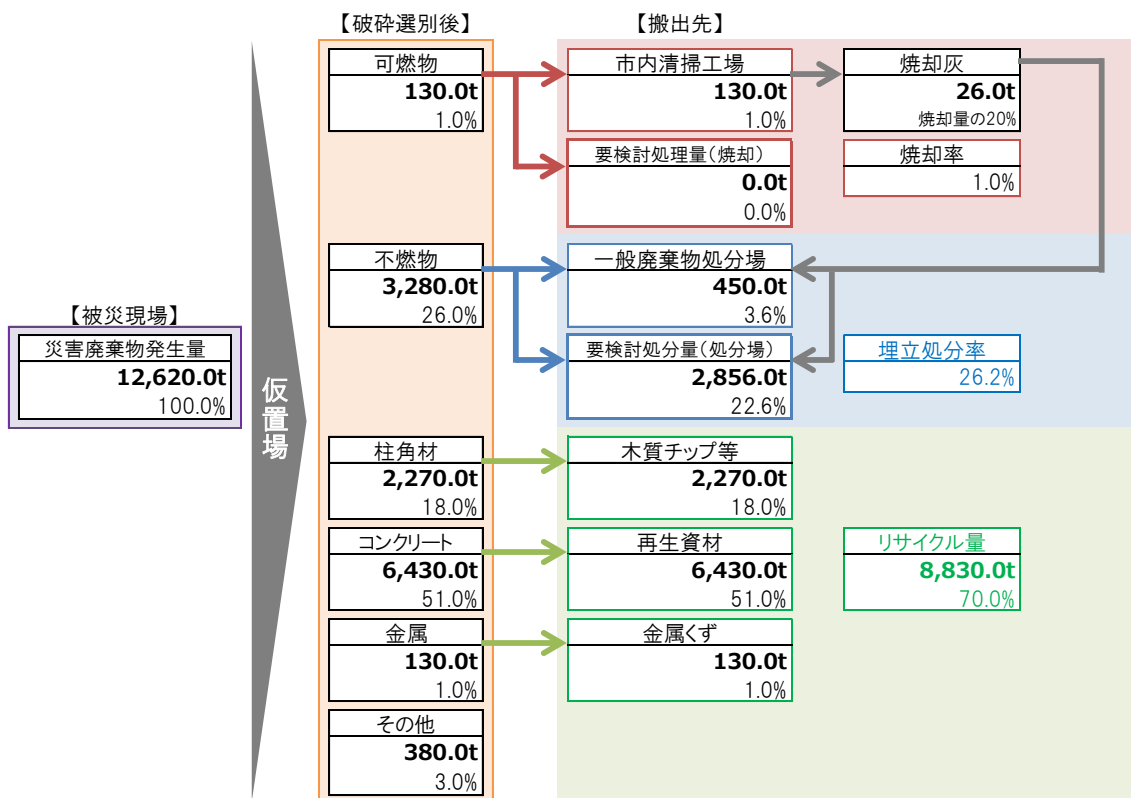 【被災現場】
災害廃棄物発生量
12,620.0t
100.0%
仮置場
【破砕選別後】
可燃物
130.0t
1.0%
不燃物
3,280.0t
26.0%
柱角材
2,270.0t
18.0%
コンクリート
6,430.0t
51.0%
金属
130.0t
1.0%
その他
380.0t
3.0%
【搬出先】
市内清掃工場
130.0t
1.0%
焼却灰
26.0t
焼却量の20%
要検討処理量(焼却)
0.0t
0.0%
焼却率
1.0%
一般廃棄物処分場
450.0t
3.6%
要検討処分量(処分場)
2,856.0t
22.6%
埋立処分率
26.2%
木質チップ等
2,270.0t
18.0%
再生資材
6,430.0t
51.0%
リサイクル量
8,830.0t
70.0%
金属くず
130.0t
1.0%